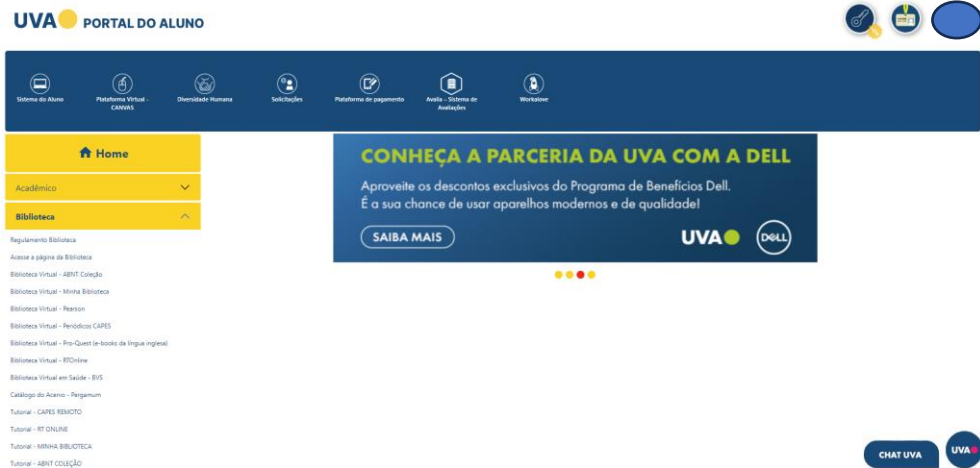 UVA PORTAL DO ALUNO
Sistema do Aluno
Plataforma Virtual -
CANVAS
Diversidade Humana
Solicitações
Plataforma de pagamento
Avalia - Sistema de
Avaliações
Workalove
Home
Acadêmico
Biblioteca
Regulamento Biblioteca
Acesse a página da Biblioteca
Biblioteca Virtual - ABNT Coleção
Biblioteca Virtual - Minha Biblioteca
Biblioteca Virtual - Pearson
Biblioteca Virtual - Periódicos CAPES
Biblioteca Virtual - Pro-Quest (e-books da língua inglesa)
Biblioteca Virtual - RTOnline
Biblioteca Virtual em Saúde - BVS
Catálogo do Acervo - Pergamum
Tutorial - CAPES REMOTO
Tutorial - RT ONLINE
Tutorial - MINHA BIBLIOTECA
Tutorial - ABNT COLEÇÃO
CONHEÇA A PARCERIA DA UVA COM A DELL
Aproveite os descontos exclusivos do Programa de Benefícios Dell.
É a sua chance de usar aparelhos modernos e de qualidade!
SAIBA MAIS
UVA
DELL
CHAT UVA
UVA